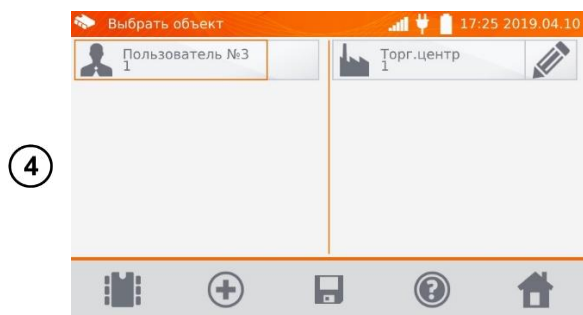 Выбрать объект
17:25 2019.04.10
Пользователь №3
1
Торг.центр
1
4
?